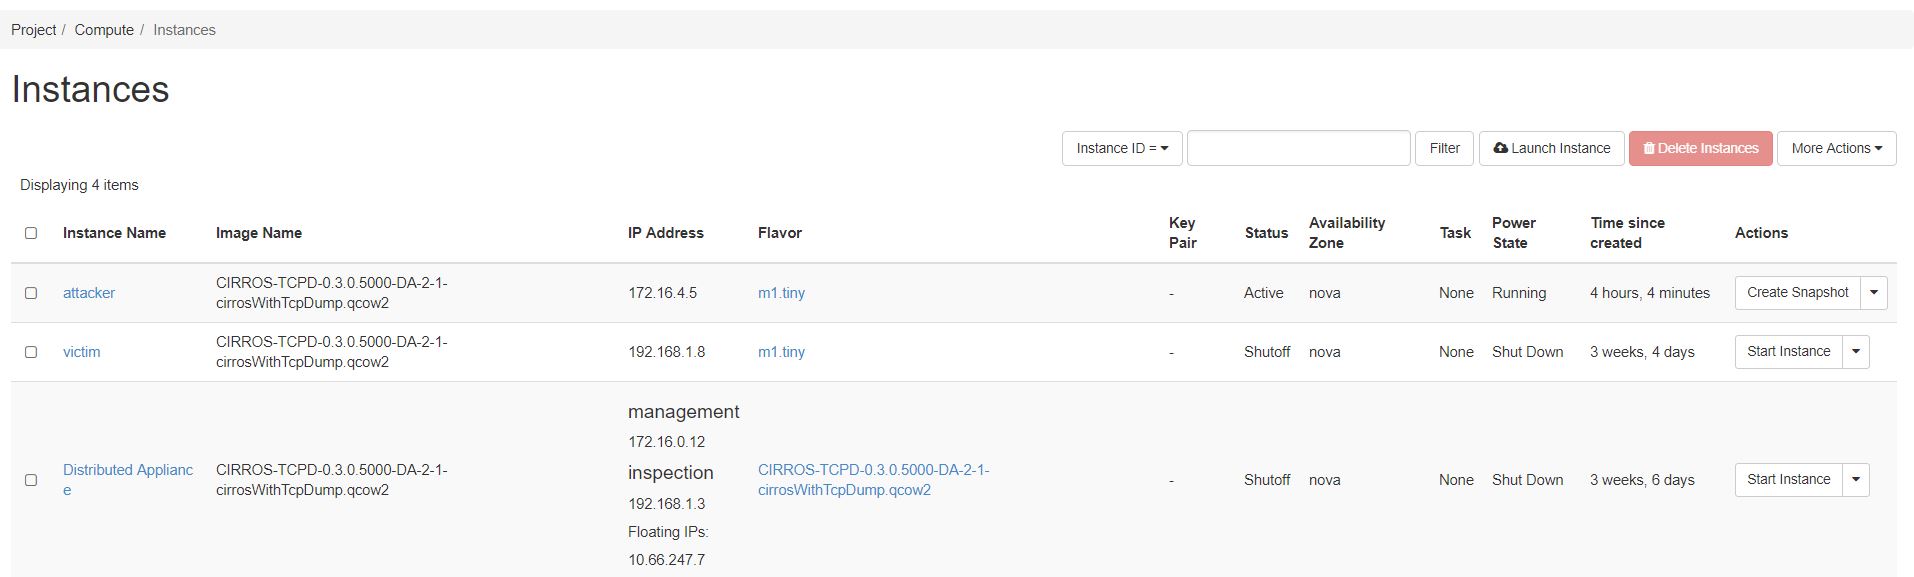 Project / Compute / Instances
Instances
Instance ID = Filter Launch Instance Delete Instances More Actions
Displaying 4 items
Instance Name Image Name IP Address Flavor Key Pair Status Availability Zone Task Power State Time since created Actions
attacker CIRROS-TCPD-0.3.0.5000-DA-2-1- 172.16.4.5 m1.tiny - Active nova None Running 4 hours, 4 minutes Create Snapshot
cirrosWithTcpDump.qcow2
victim CIRROS-TCPD-0.3.0.5000-DA-2-1- 192.168.1.8 m1.tiny - Shutoff nova None Shut Down 3 weeks, 4 days Start Instance
cirrosWithTcpDump.qcow2
management
172.16.0.12
Distributed Applianc CIRROS-TCPD-0.3.0.5000-DA-2-1- inspection CIRROS-TCPD-0.3.0.5000-DA-2-1- - Shutoff nova None Shut Down 3 weeks, 6 days Start Instance
e cirrosWithTcpDump.qcow2 cirrosWithTcpDump.qcow2
192.168.1.3
Floating IPs:
10.66.247.7